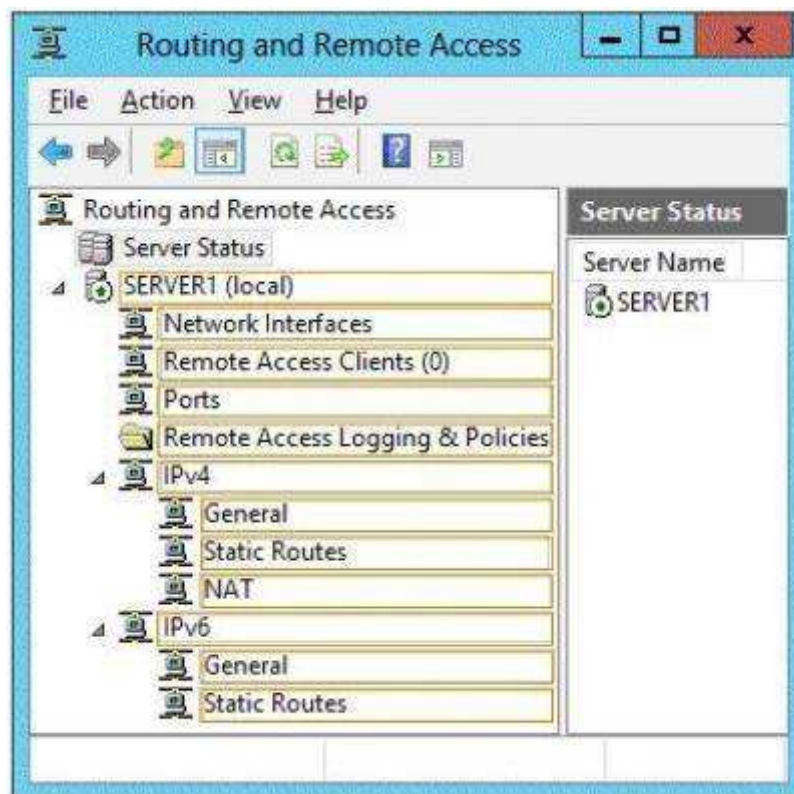 Routing and Remote Access
File Action View Help
Routing and Remote Access
Server Status
SERVER1 (local)
Network Interfaces
Remote Access Clients (0)
Ports
Remote Access Logging & Policies
IPv4
General
Static Routes
NAT
IPv6
General
Static Routes
Server Status
Server Name
SERVER1